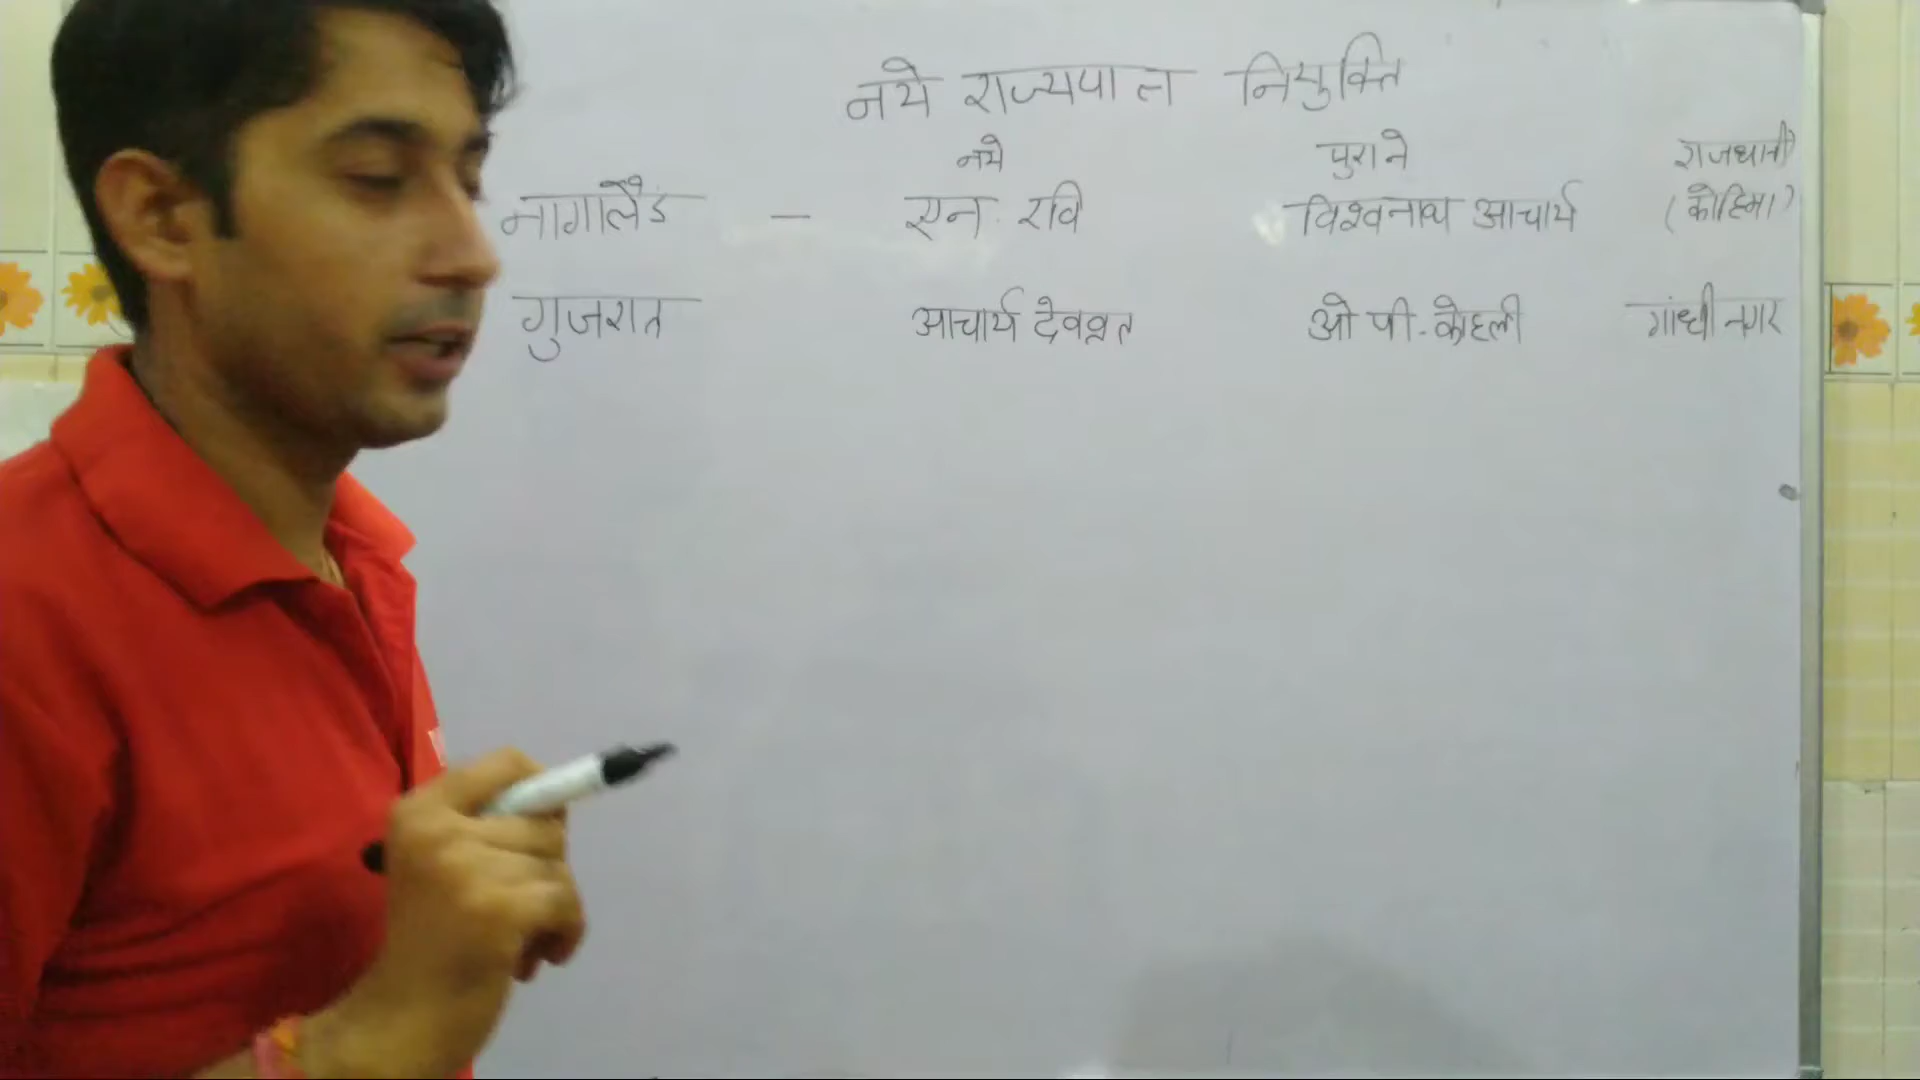 नये राज्यपाल नियुक्ति
नये पुराने राजधानी
नागालैंड - एन. रवि विश्वनाथ आचार्य (कोहिमा)
गुजरात आचार्य देवव्रत ओ पी. कोहली गांधीनगर